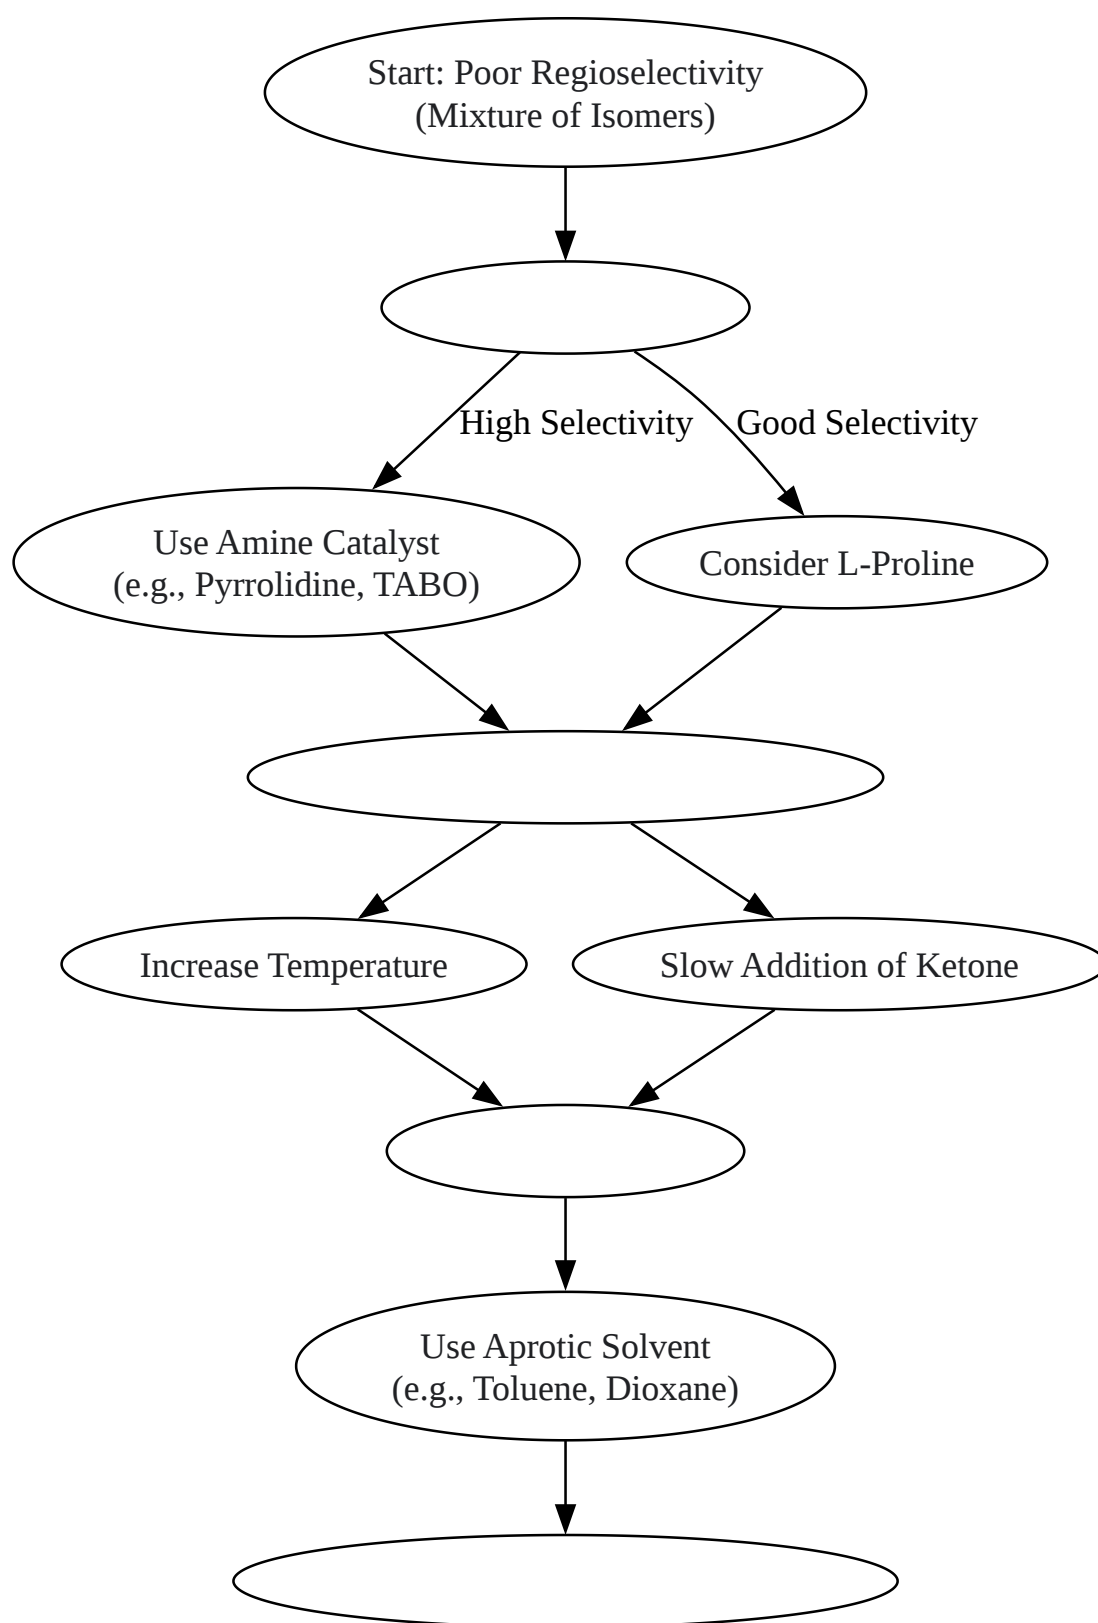 Start: Poor Regioselectivity
(Mixture of Isomers)
High Selectivity
Good Selectivity
Use Amine Catalyst
(e.g., Pyrrolidine, TABO)
Consider L-Proline
Increase Temperature
Slow Addition of Ketone
Use Aprotic Solvent
(e.g., Toluene, Dioxane)